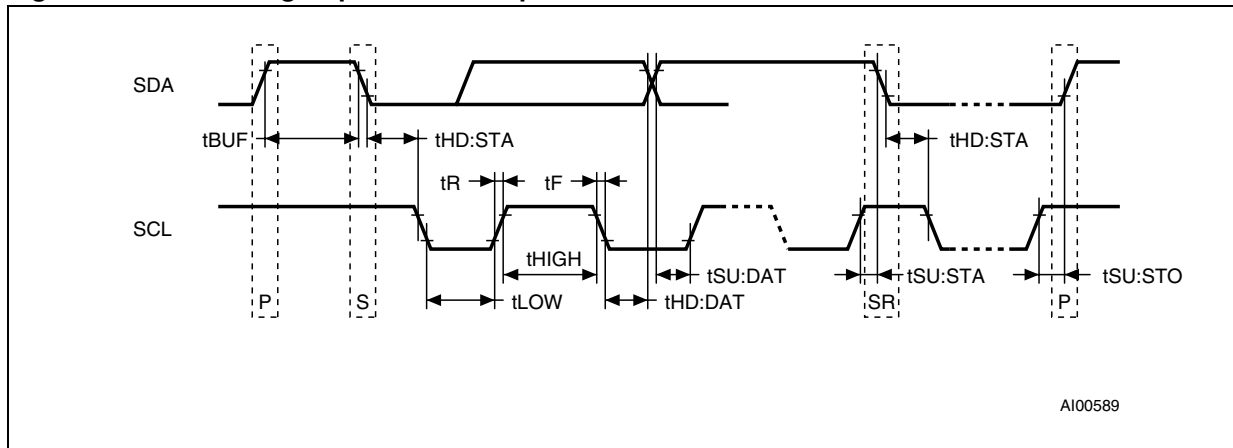 SDA
tBUF
tHD:STA
tHD:STA
tR
tF
SCL
tHIGH
tSU:DAT
tSU:STA
tSU:STO
P
S
tLOW
tHD:DAT
SR
P
AI00589